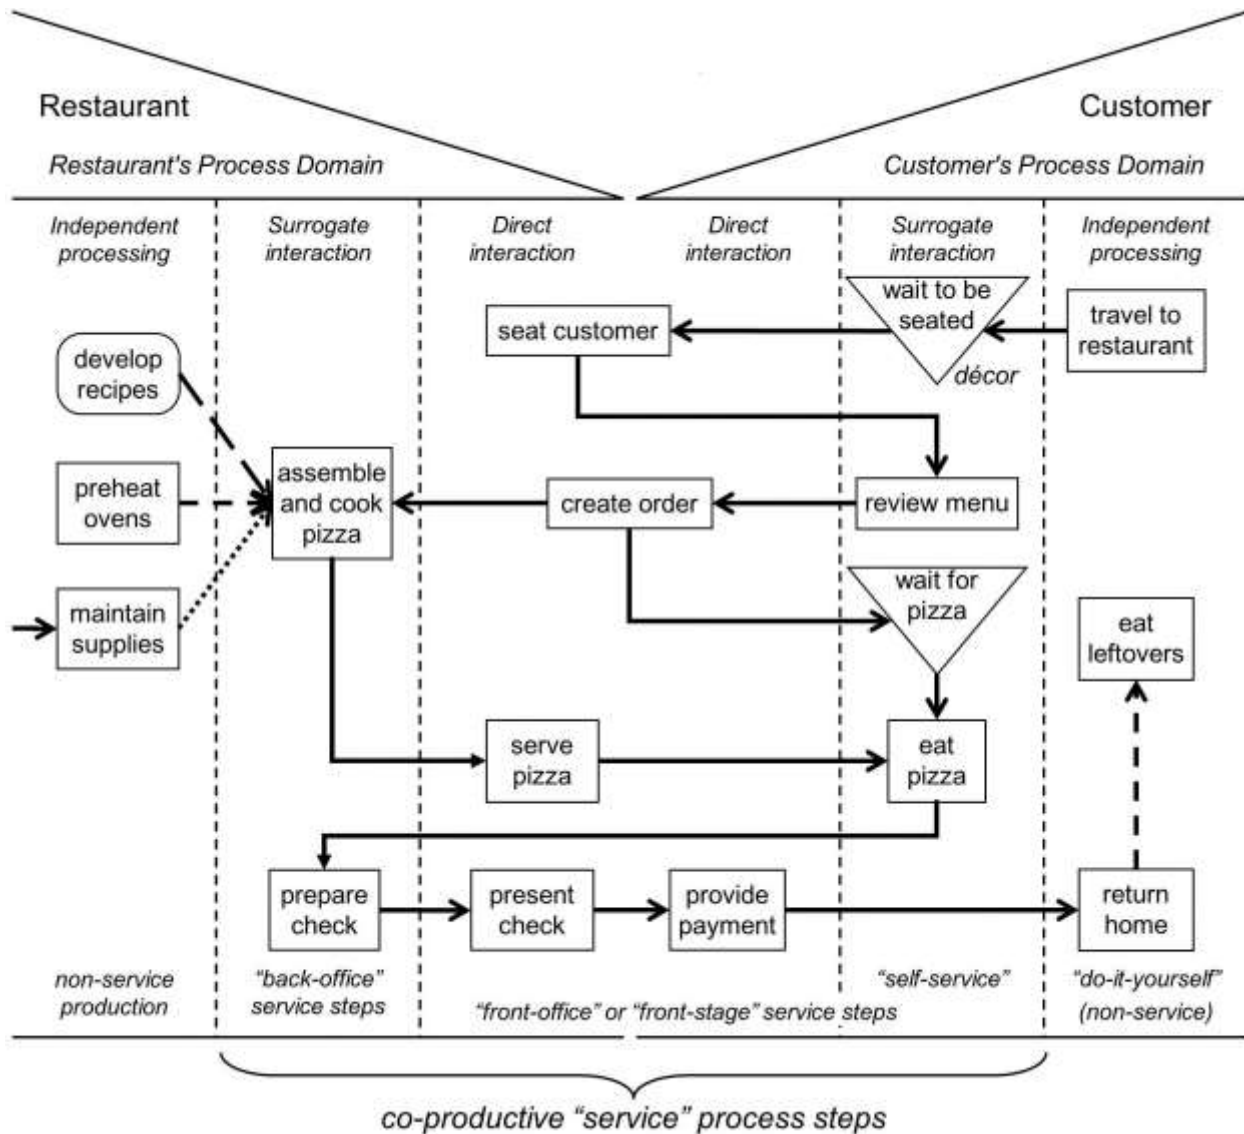 Restaurant
Customer
Restaurant's Process Domain
Customer's Process Domain
Independent
processing
Surrogate
interaction
Direct
interaction
Direct
interaction
Surrogate
interaction
Independent
processing
wait to be
seated
décor
travel to
restaurant
seat customer
develop
recipes
preheat
ovens
maintain
supplies
assemble
and cook
pizza
create order
review menu
wait for
pizza
eat
leftovers
serve
pizza
eat
pizza
prepare
check
present
check
provide
payment
return
home
non-service
production
“back-office”
service steps
“front-office” or “front-stage” service steps
“self-service”
“do-it-yourself”
(non-service)
co-productive “service” process steps